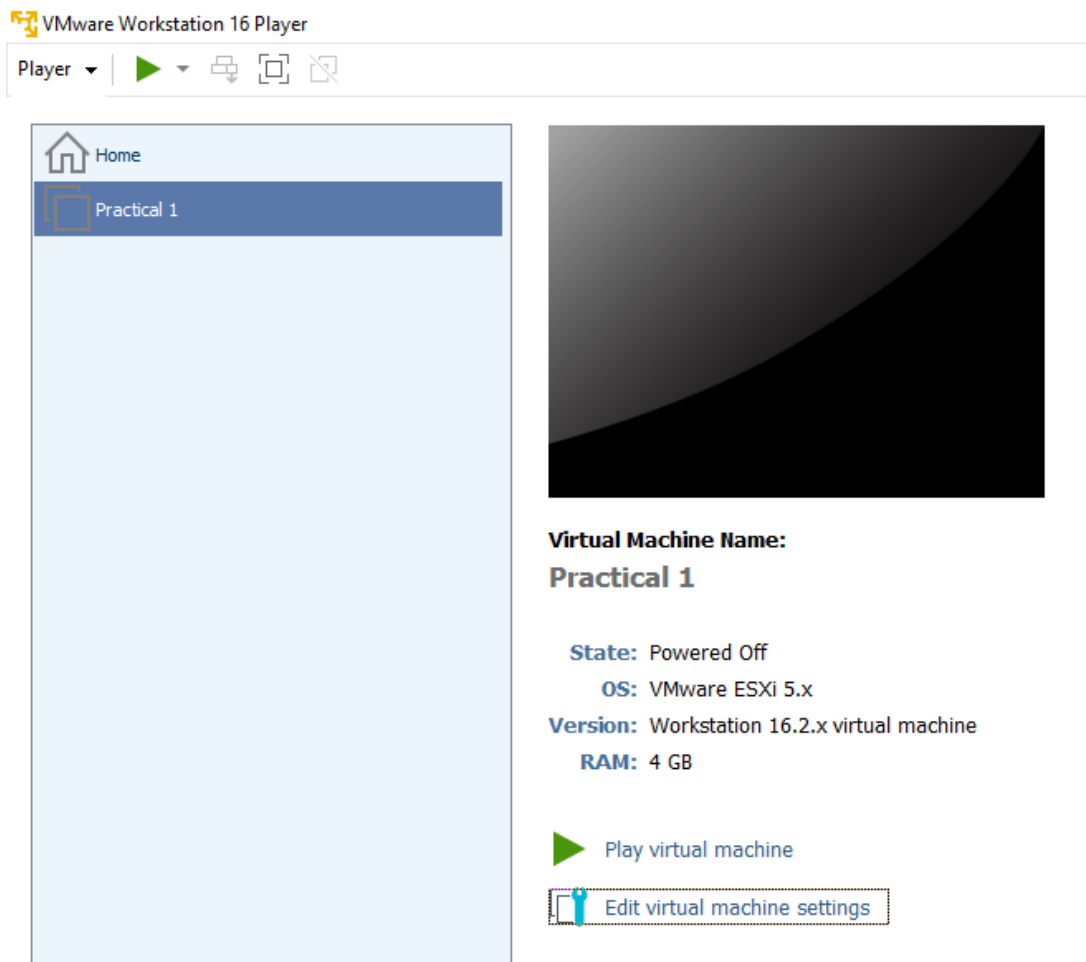 VMware Workstation 16 Player
Player
Home
Practical 1
Virtual Machine Name:
Practical 1
State: Powered Off
OS: VMware ESXi 5.x
Version: Workstation 16.2.x virtual machine
RAM: 4 GB
Play virtual machine
Edit virtual machine settings